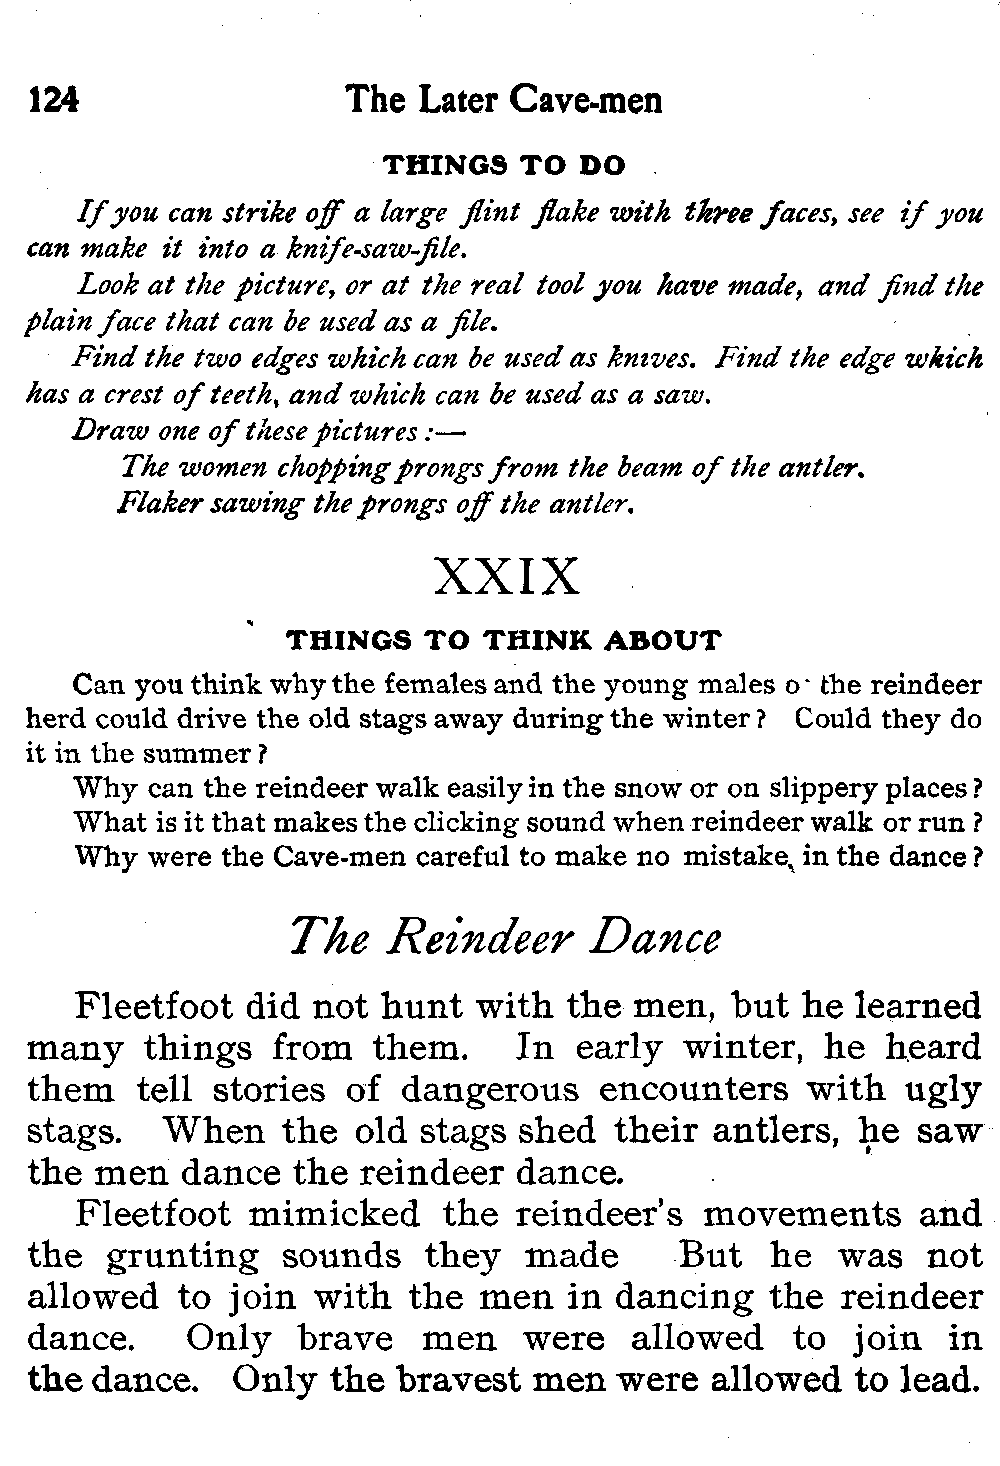 124 The Later Cave-men
THINGS TO DO
If you can strike off a large flint flake with three faces, see if you
can make it into a knife-saw-file.
Look at the picture, or at the real tool you have made, and find the
plain face that can be used as a file.
Find the two edges which can be used as knives. Find the edge which
has a crest of teeth, and which can be used as a saw.
Draw one of these pictures :—
The women chopping prongs from the beam of the antler.
Flaker sawing the prongs off the antler.
XXIX
THINGS TO THINK ABOUT
Can you think why the females and the young males o the reindeer
herd could drive the old stags away during the winter? Could they do
it in the summer?
Why can the reindeer walk easily in the snow or on slippery places?
What is it that makes the clicking sound when reindeer walk or run?
Why were the Cave-men careful to make no mistake in the dance?
The Reindeer Dance
Fleetfoot did not hunt with the men, but he learned
many things from them. In early winter, he heard
them tell stories of dangerous encounters with ugly
stags. When the old stags shed their antlers, he saw
the men dance the reindeer dance.
Fleetfoot mimicked the reindeer's movements and
the grunting sounds they made But he was not
allowed to join with the men in dancing the reindeer
dance. Only brave men were allowed to join in
the dance. Only the bravest men were allowed to lead.